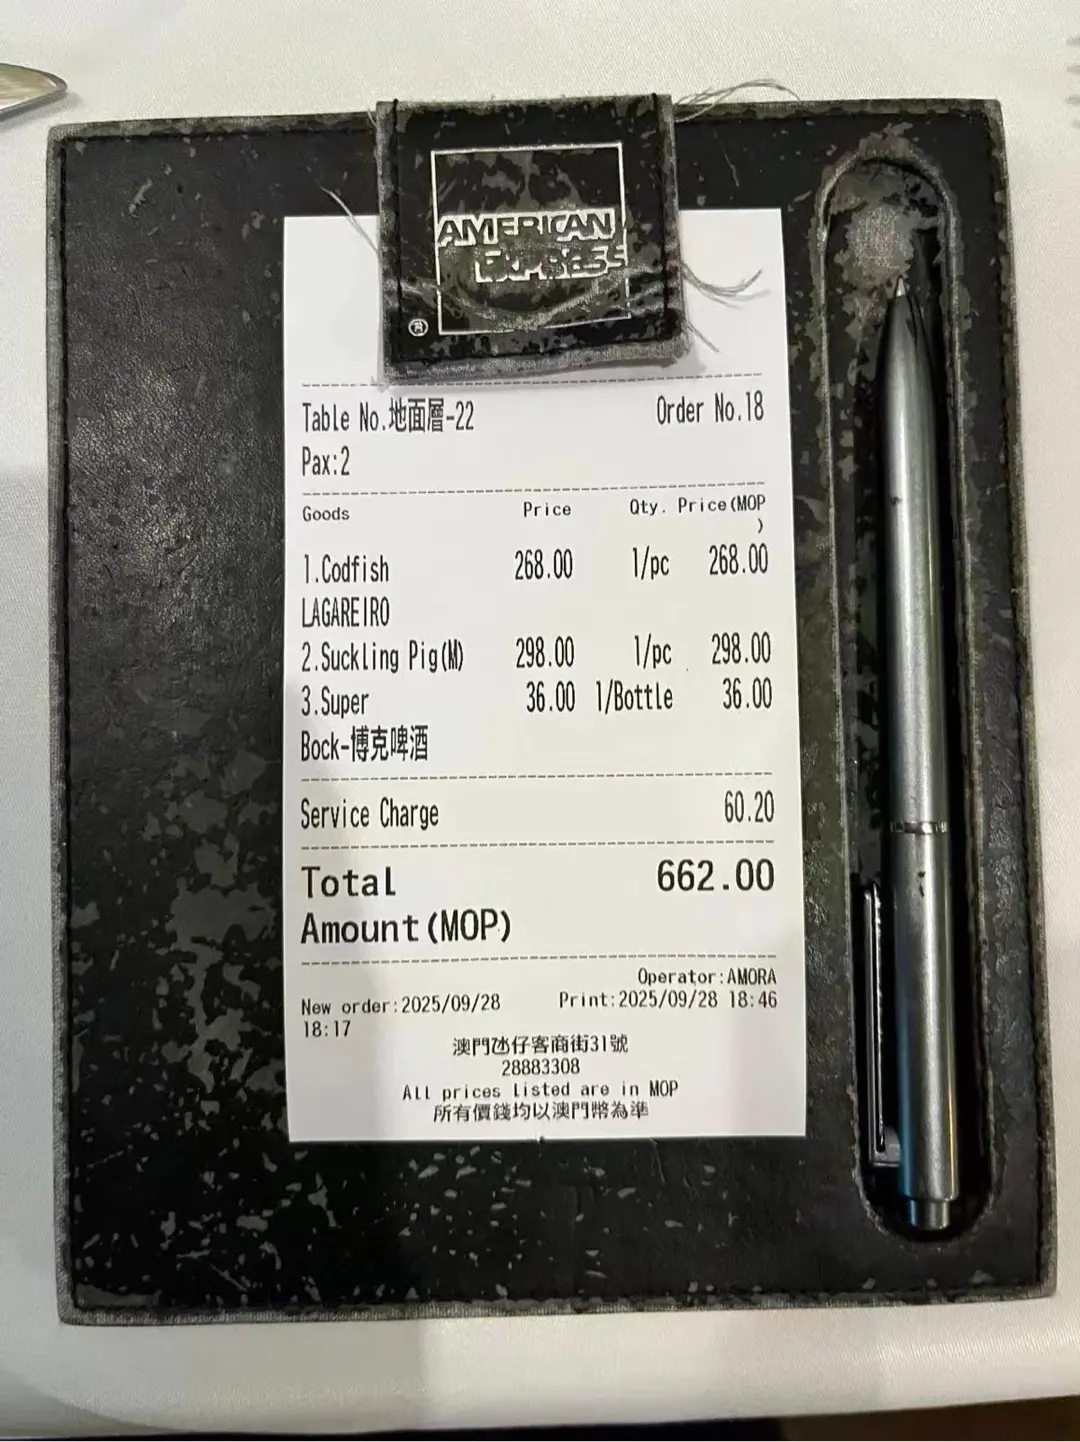 AMERICAN
EXPRESS
®
Table No.地面層-22 Order No.18
Pax:2
Goods Price Qty. Price(MOP
)
1.Codfish 268.00 1/pc 268.00
LAGAREIRO
2.Suckling Pig(M) 298.00 1/pc 298.00
3.Super 36.00 1/Bottle 36.00
Bock-博克啤酒
Service Charge 60.20
Total 662.00
Amount(MOP)
Operator:AMORA
New order:2025/09/28 Print:2025/09/28 18:46
18:17
澳門氹仔客商街31號
28883308
All prices listed are in MOP
所有價錢均以澳門幣為準